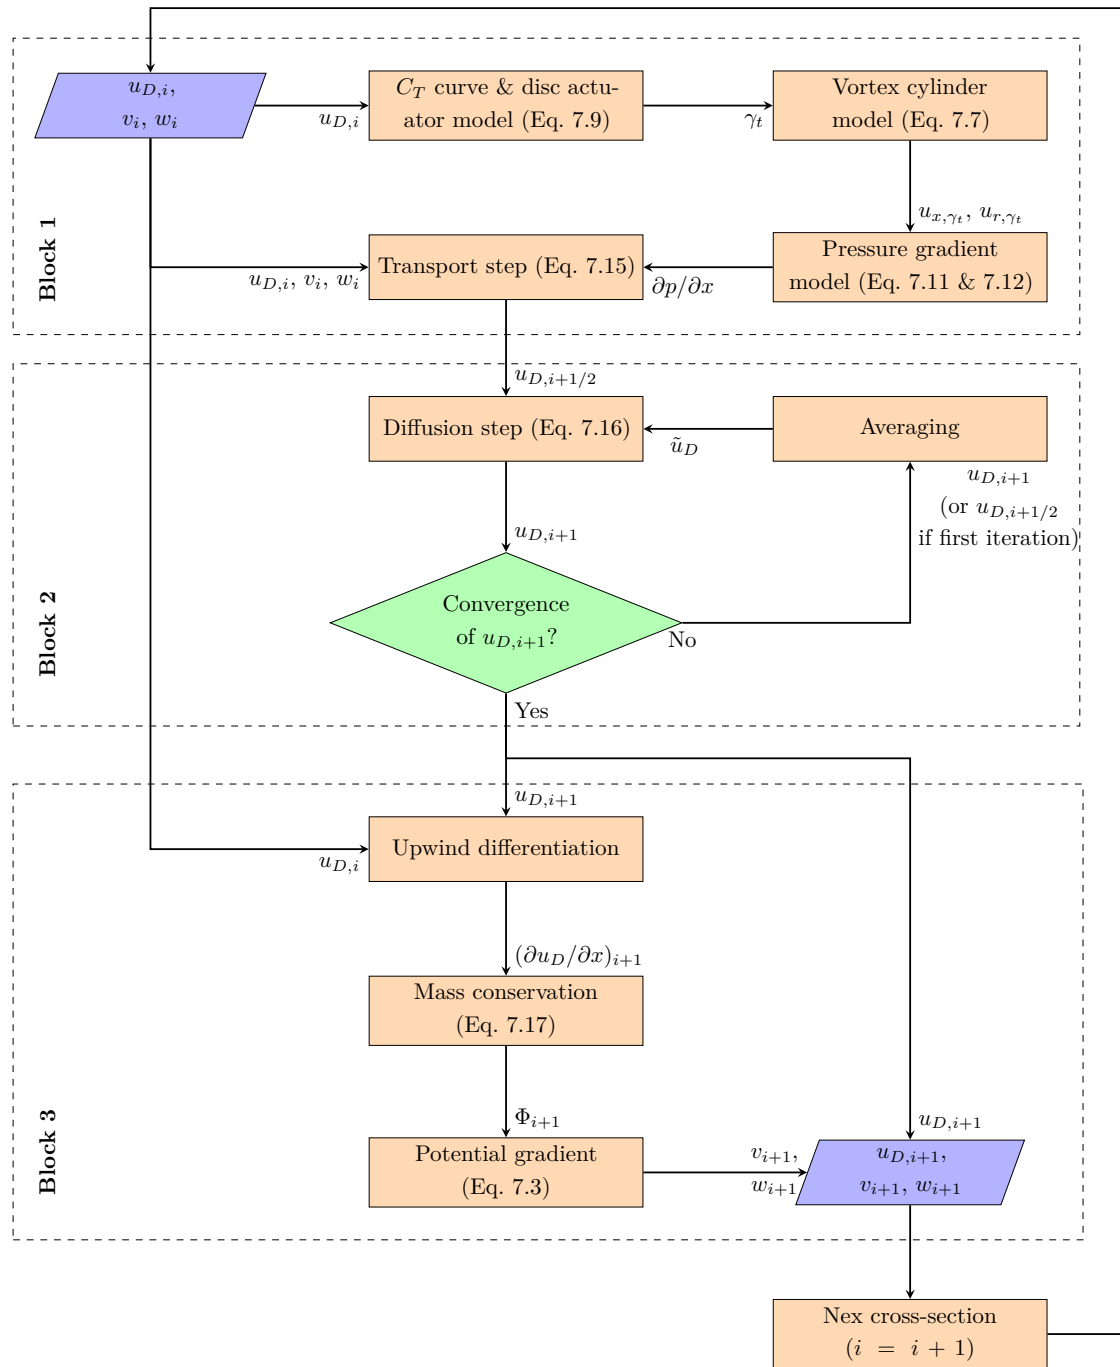 u_{D,i},
v_i, w_i
u_{D,i}
C_T curve & disc actu-
ator model (Eq. 7.9)
γ_t
Vortex cylinder
model (Eq. 7.7)
u_{x,γ_t}, u_{r,γ_t}
Block 1
u_{D,i}, v_i, w_i
Transport step (Eq. 7.15)
∂p/∂x
Pressure gradient
model (Eq. 7.11 & 7.12)
u_{D,i+1/2}
Diffusion step (Eq. 7.16)
ũ_D
Averaging
u_{D,i+1}
(or u_{D,i+1/2}
if first iteration)
u_{D,i+1}
Block 2
Convergence
of u_{D,i+1}?
No
Yes
u_{D,i+1}
u_{D,i}
Upwind differentiation
(∂u_D/∂x)_{i+1}
Mass conservation
(Eq. 7.17)
Φ_{i+1}
u_{D,i+1}
Block 3
Potential gradient
(Eq. 7.3)
v_{i+1},
w_{i+1}
u_{D,i+1},
v_{i+1}, w_{i+1}
Nex cross-section
(i = i + 1)